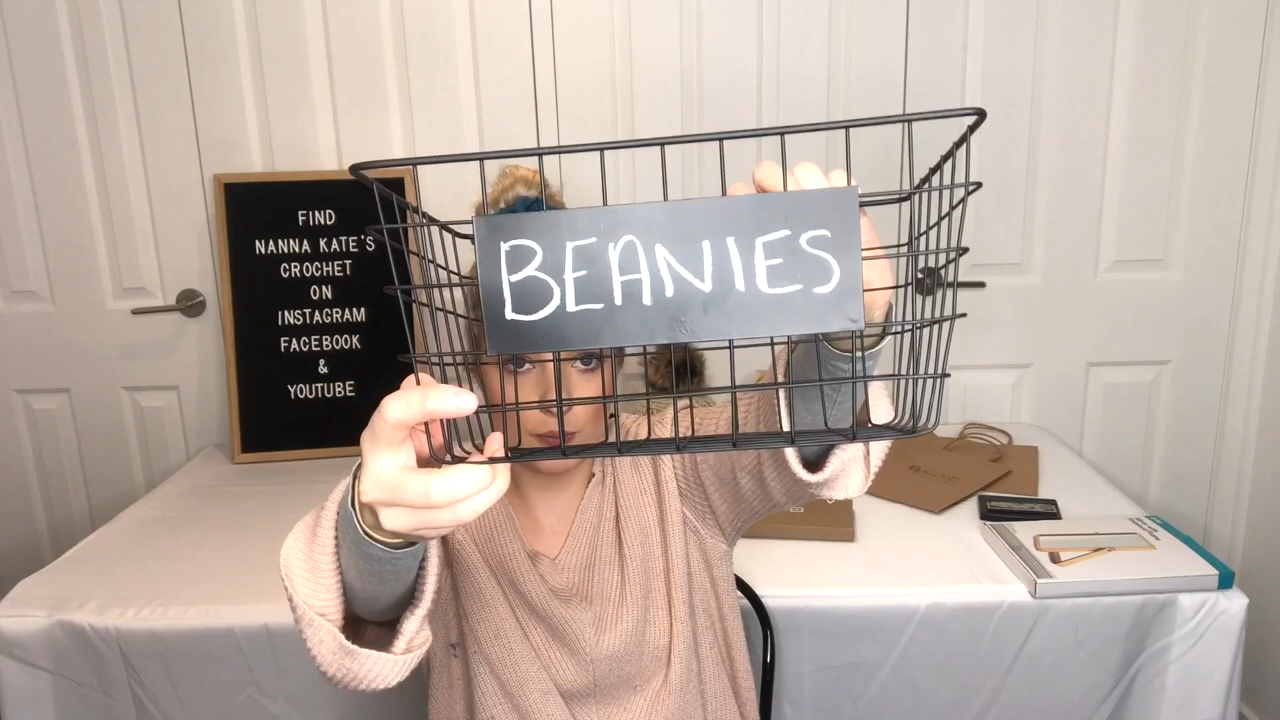 FIND
NANNA KATE'S
CROCHET
ON
INSTAGRAM
FACEBOOK
&
YOUTUBE
BEANIES